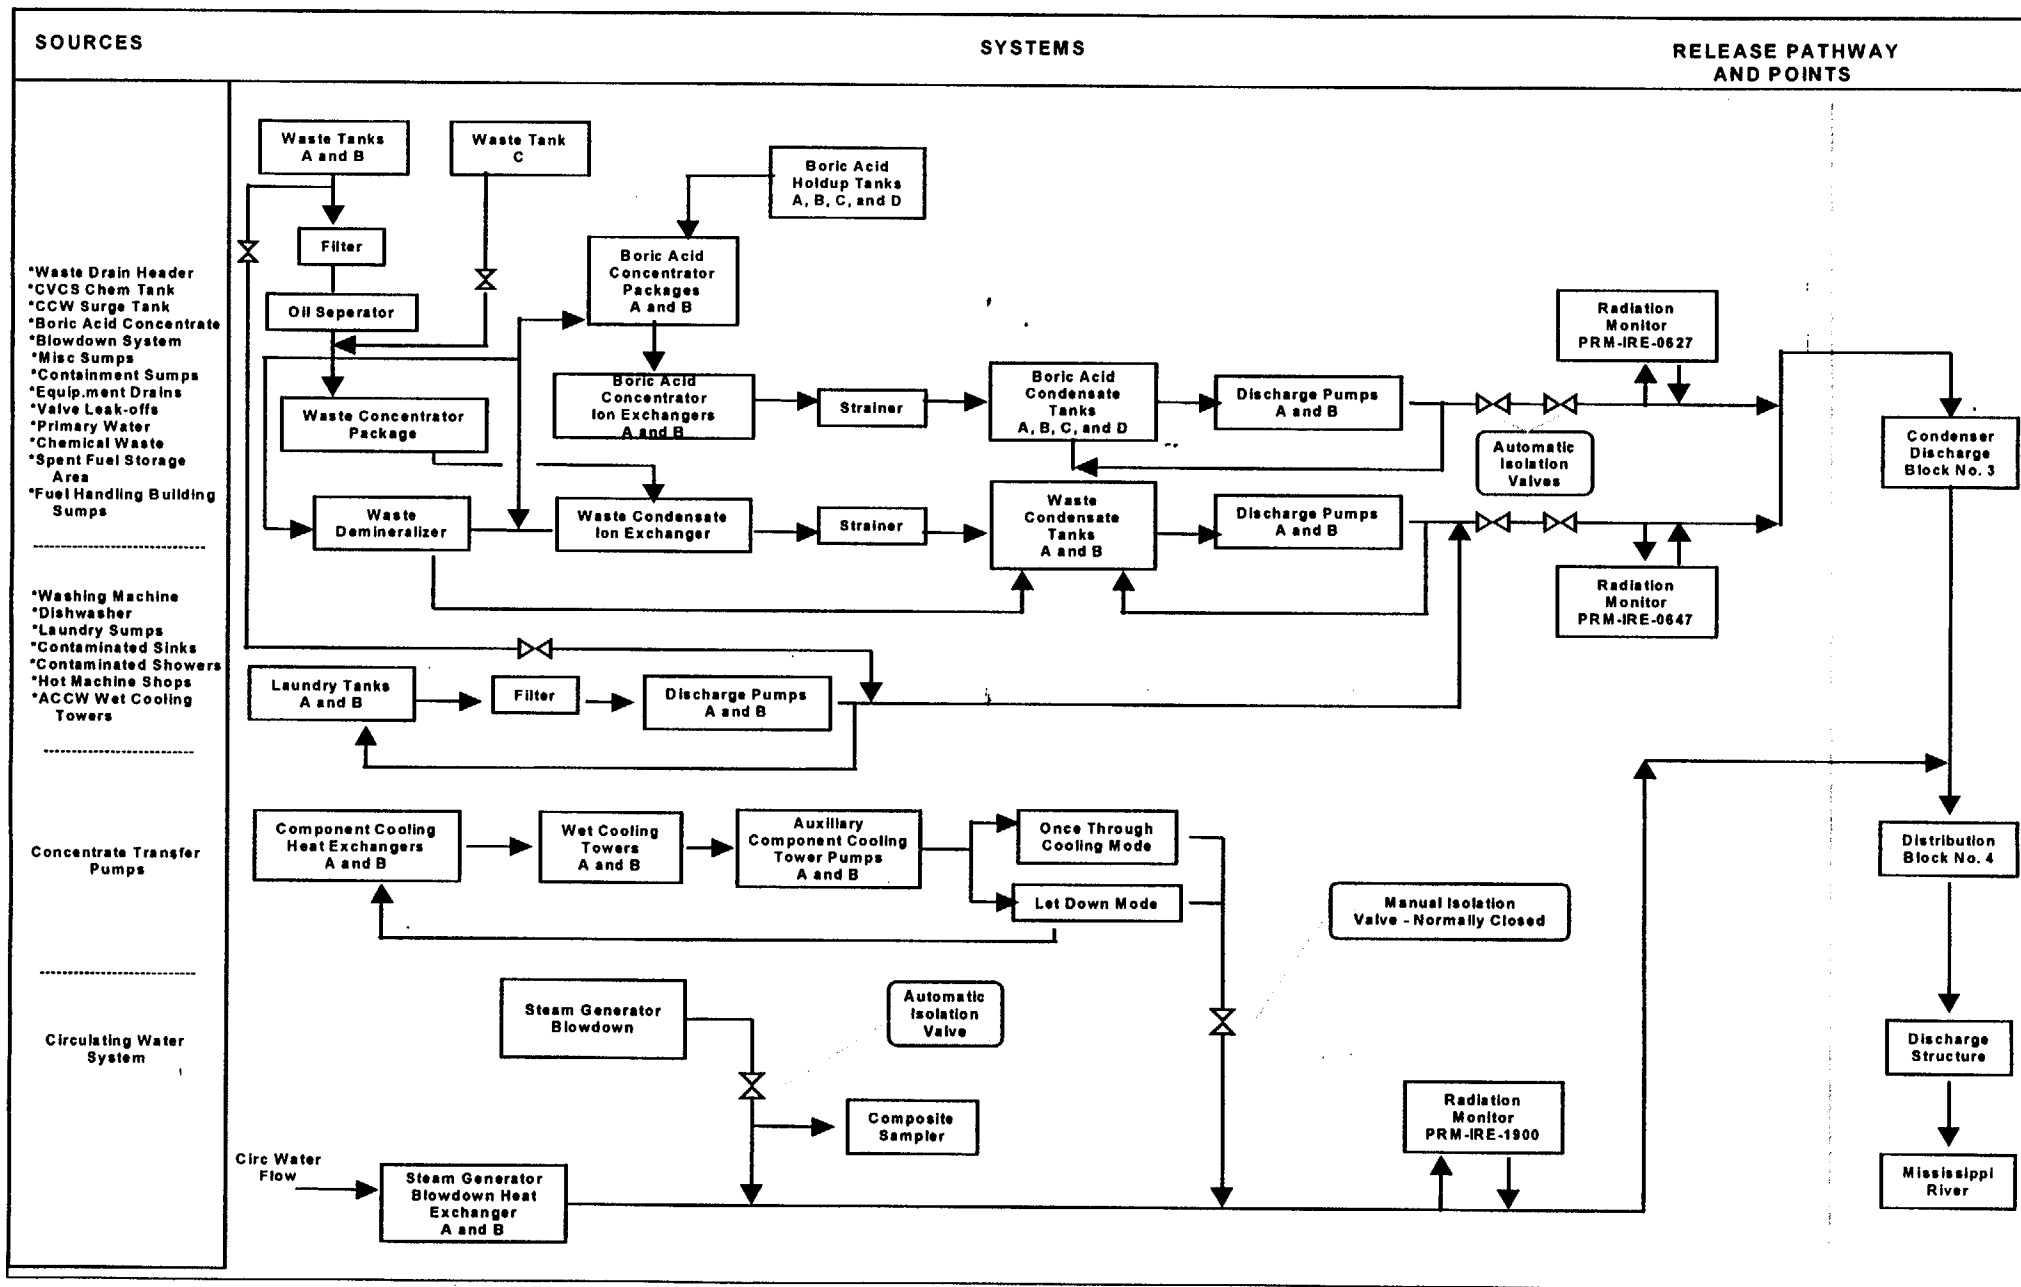 SOURCES
SYSTEMS
RELEASE PATHWAY
AND POINTS
*Waste Drain Header
*CVCS Chem Tank
*CCW Surge Tank
*Boric Acid Concentrate
*Blowdown System
*Misc Sumps
*Containment Sumps
*Equip.ment Drains
*Valve Leak-offs
*Primary Water
*Chemical Waste
*Spent Fuel Storage
Area
*Fuel Handling Building
Sumps
*Washing Machine
*Dishwasher
*Laundry Sumps
*Contaminated Sinks
*Contaminated Showers
*Hot Machine Shops
*ACCW Wet Cooling
Towers
Concentrate Transfer
Pumps
Circulating Water
System
Waste Tanks
A and B
Waste Tank
C
Boric Acid
Holdup Tanks
A, B, C, and D
Filter
Oil Seperator
Boric Acid
Concentrator
Packages
A and B
Waste Concentrator
Package
Boric Acid
Concentrator
Ion Exchangers
A and B
Strainer
Boric Acid
Condensate
Tanks
A, B, C, and D
Discharge Pumps
A and B
Radiation
Monitor
PRM-IRE-0627
Automatic
Isolation
Valves
Condenser
Discharge
Block No. 3
Waste
Demineralizer
Waste Condensate
Ion Exchanger
Strainer
Waste
Condensate
Tanks
A and B
Discharge Pumps
A and B
Radiation
Monitor
PRM-IRE-0647
Laundry Tanks
A and B
Filter
Discharge Pumps
A and B
Component Cooling
Heat Exchangers
A and B
Wet Cooling
Towers
A and B
Auxiliary
Component Cooling
Tower Pumps
A and B
Once Through
Cooling Mode
Let Down Mode
Manual Isolation
Valve - Normally Closed
Distribution
Block No. 4
Steam Generator
Blowdown
Automatic
Isolation
Valve
Discharge
Structure
Composite
Sampler
Radiation
Monitor
PRM-IRE-1900
Circ Water
Flow
Steam Generator
Blowdown Heat
Exchanger
A and B
Mississippi
River